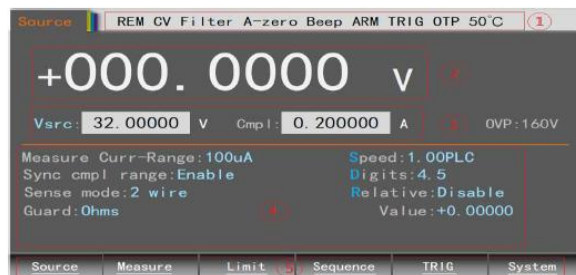 Source REM CV Filter A-zero Beep ARM TRIG OTP 50°C ①
+000.0000 V ②
Vsrc: 32.00000 V Cmpl: 0.200000 A ③ OVP:160V
Measure Curr-Range:100uA Speed:1.00PLC
Sync cmpl range:Enable Digits:4.5
Sense mode:2 wire Relative:Disable
Guard:Ohms ④ Value:+0.00000
Source Measure Limit ⑤ Sequence TRIG System